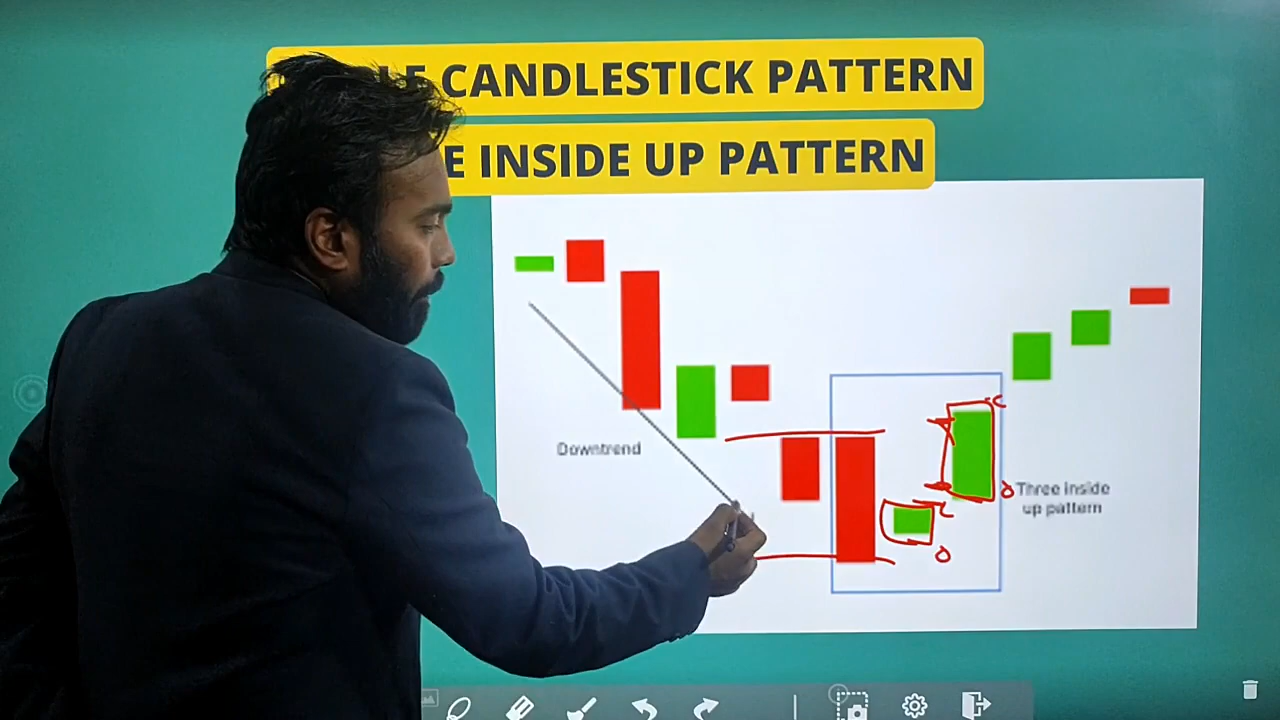 CANDLESTICK PATTERN
INSIDE UP PATTERN
Downtrend
C
C
O
O
Three inside
up pattern